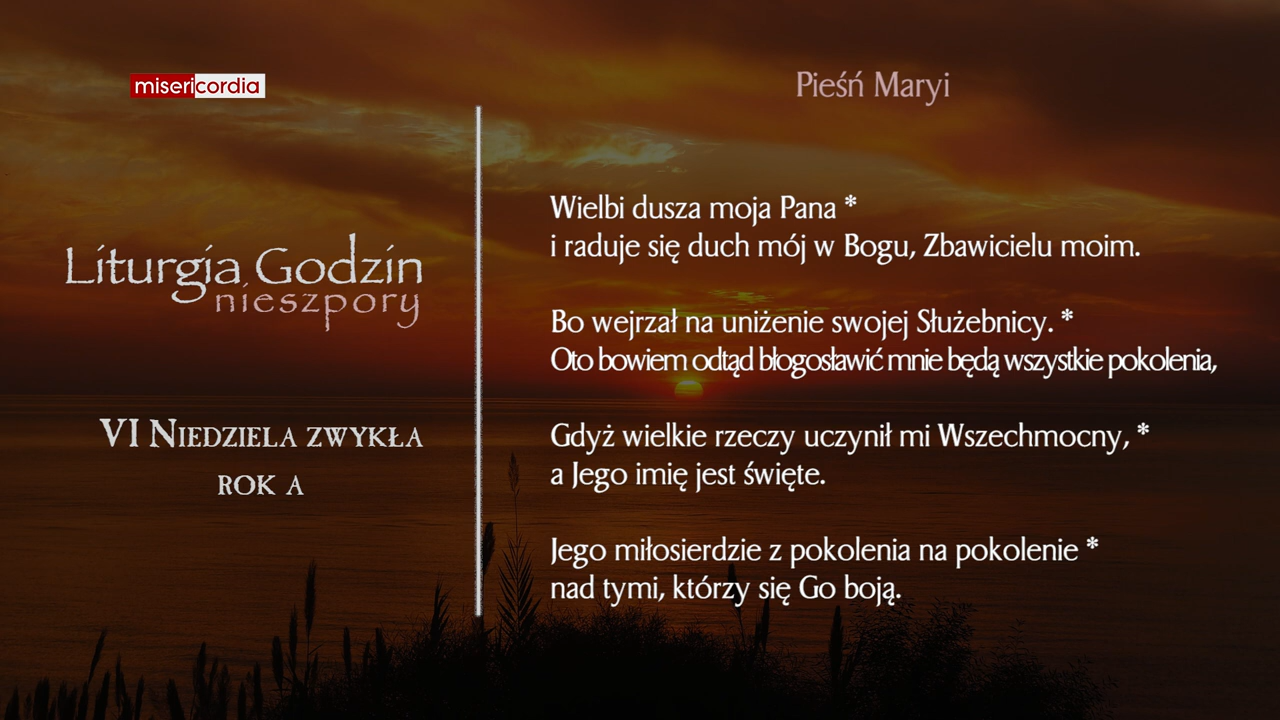 misericordia
Liturgia Godzin
nieszpory
VI Niedziela zwykła
rok A
Pieśń Maryi
Wielbi dusza moja Pana *
i raduje się duch mój w Bogu, Zbawicielu moim.
Bo wejrzał na uniżenie swojej Służebnicy. *
Oto bowiem odtąd błogosławić mnie będą wszystkie pokolenia,
Gdyż wielkie rzeczy uczynił mi Wszechmocny, *
a Jego imię jest święte.
Jego miłosierdzie z pokolenia na pokolenie *
nad tymi, którzy się Go boją.